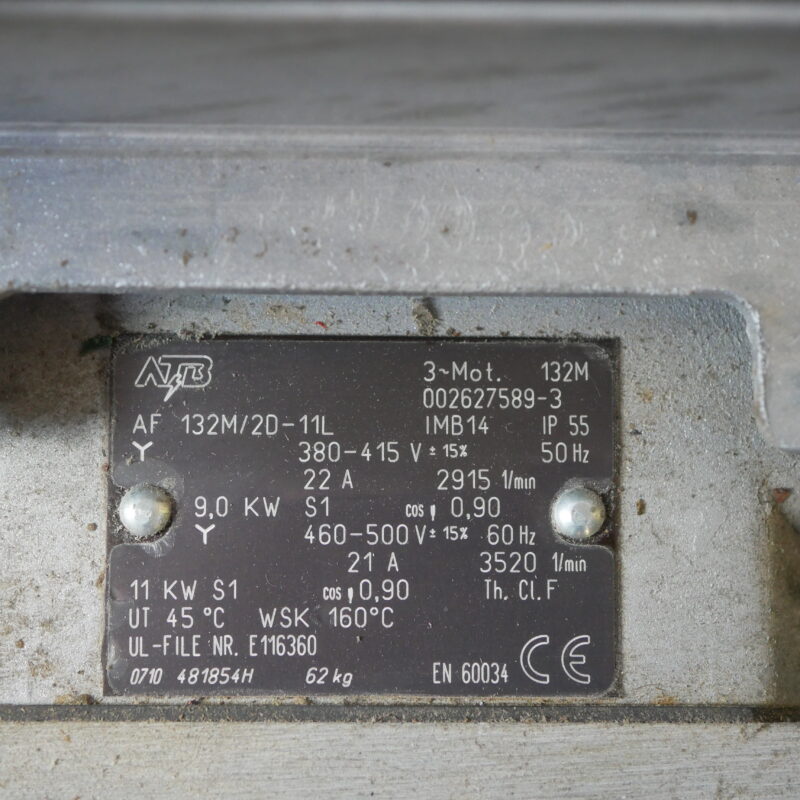 ATB 3~Mot. 132M
002627589-3
AF 132M/2D-11L IMB14 IP 55
Y 380-415 V ± 15% 50 Hz
22 A 2915 1/min
9,0 KW S1 cos φ 0,90
Y 460-500 V ± 15% 60 Hz
21 A 3520 1/min
11 KW S1 cos φ 0,90 Th. Cl. F
UT 45 °C WSK 160°C
UL-FILE NR. E116360
0710 481854H 62 kg EN 60034 CE